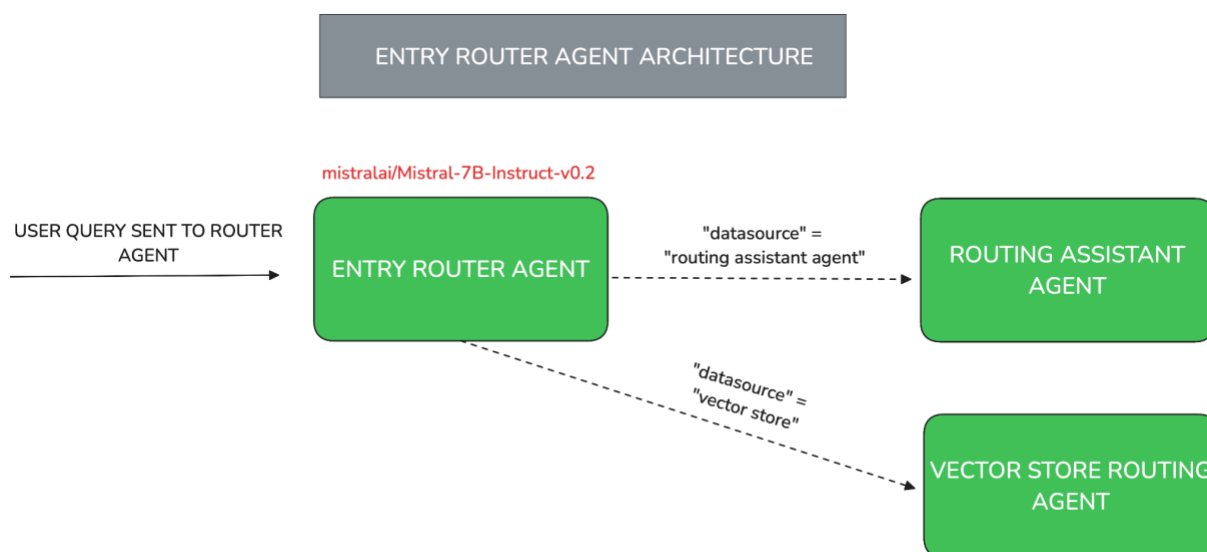 ENTRY ROUTER AGENT ARCHITECTURE
mistralai/Mistral-7B-Instruct-v0.2
USER QUERY SENT TO ROUTER
AGENT
ENTRY ROUTER AGENT
"datasource" =
"routing assistant agent"
ROUTING ASSISTANT
AGENT
"datasource" =
"vector store"
VECTOR STORE ROUTING
AGENT